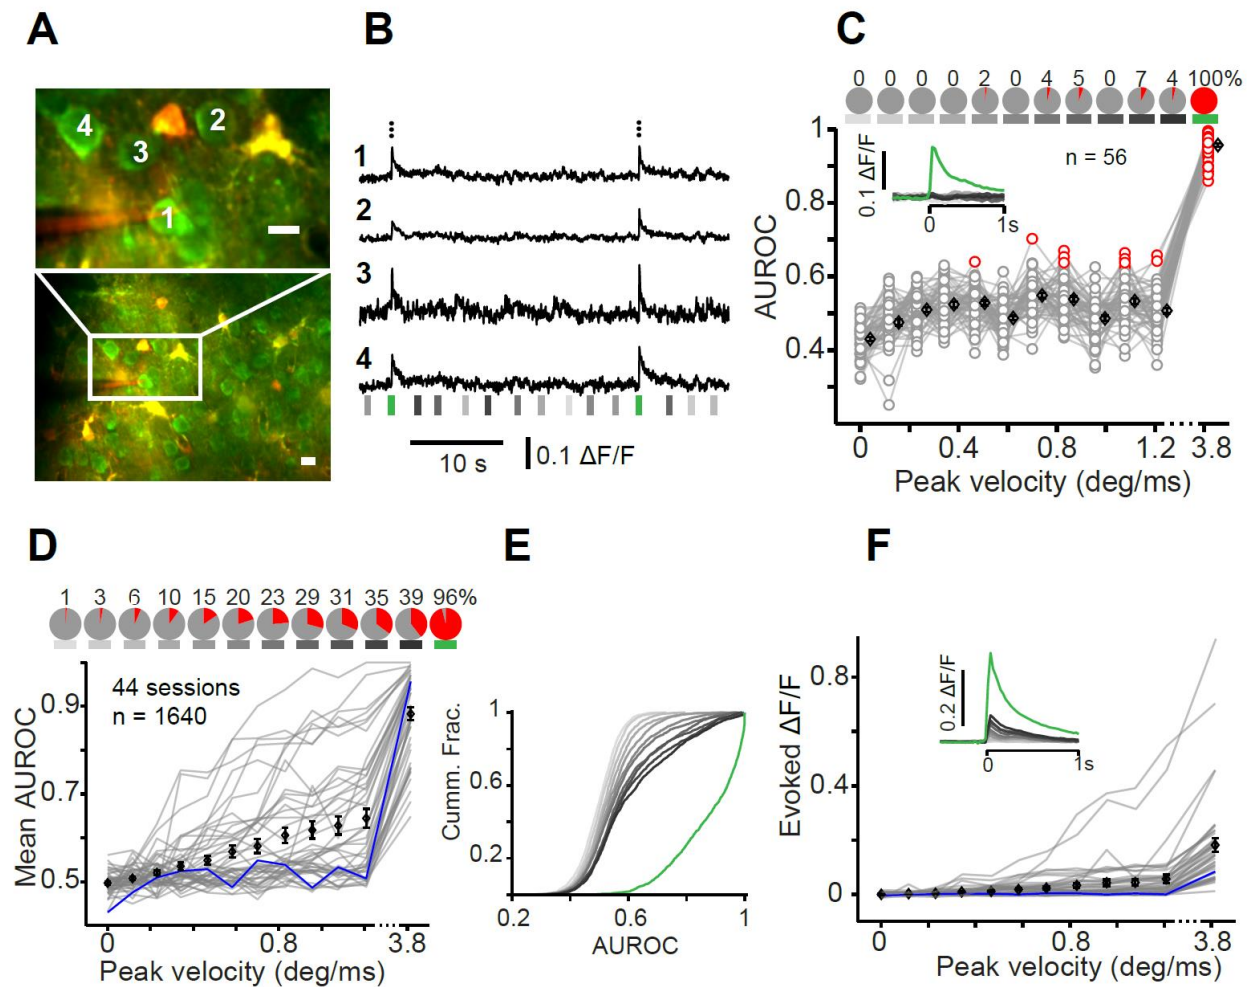 A
4
2
3
1
B
1
2
3
4
10 s
0.1 ΔF/F
C
0 0 0 0 2 0 4 5 0 7 4 100%
1
0.8
0.6
0.4
AUROC
0.1 ΔF/F
0 1s
n = 56
0 0.4 0.8 1.2 3.8
Peak velocity (deg/ms)
D
1 3 6 10 15 20 23 29 31 35 39 96%
44 sessions
n = 1640
0.9
0.7
0.5
Mean AUROC
0 0.8 3.8
Peak velocity (deg/ms)
E
1
0.6
0.2
Cumm. Frac.
0.2 0.6 1
AUROC
F
0.8
0.4
0
Evoked ΔF/F
0.2 ΔF/F
0 1s
0 0.8 3.8
Peak velocity (deg/ms)